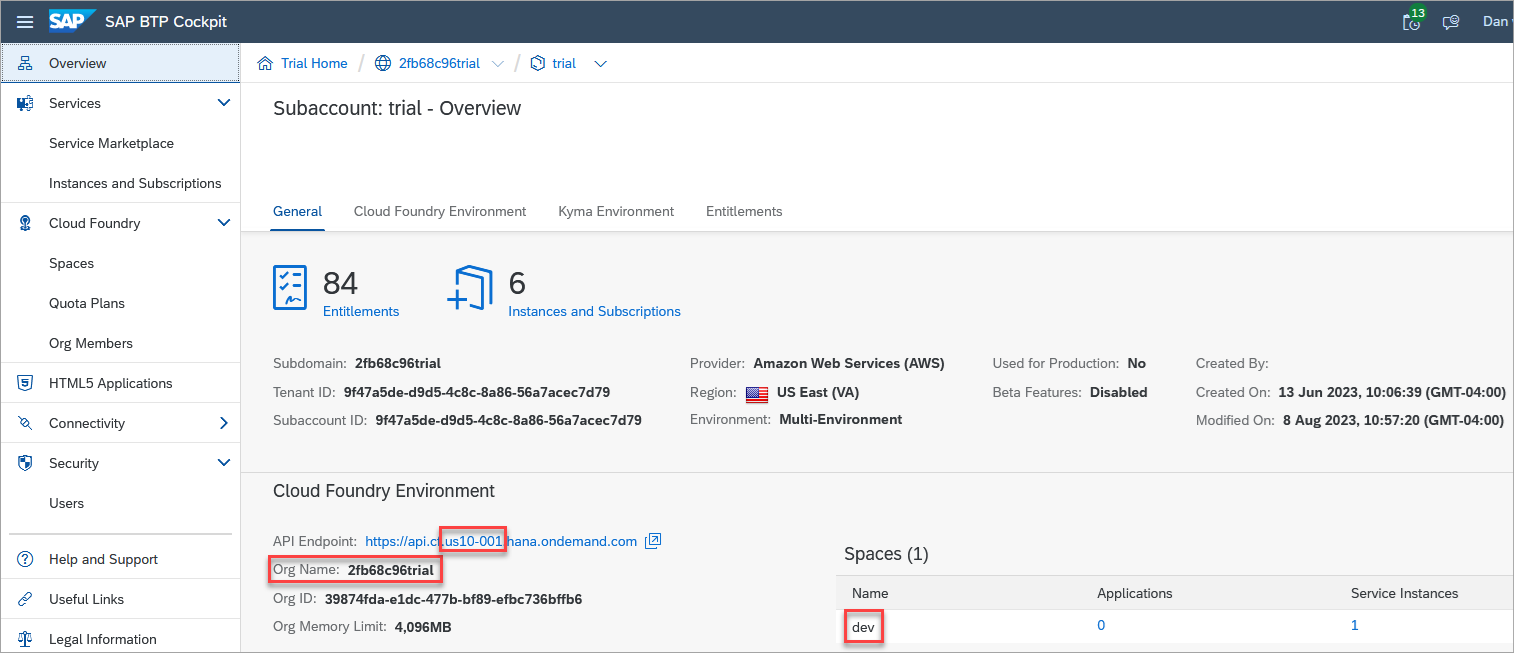 SAP SAP BTP Cockpit 13 Dan
Overview
Services
Service Marketplace
Instances and Subscriptions
Cloud Foundry
Spaces
Quota Plans
Org Members
HTML5 Applications
Connectivity
Security
Users
Help and Support
Useful Links
Legal Information
Trial Home / 2fb68c96trial / trial
Subaccount: trial - Overview
General Cloud Foundry Environment Kyma Environment Entitlements
84 6
Entitlements Instances and Subscriptions
Subdomain: 2fb68c96trial Provider: Amazon Web Services (AWS) Used for Production: No Created By:
Tenant ID: 9f47a5de-d9d5-4c8c-8a86-56a7acec7d79 Region: US East (VA) Beta Features: Disabled Created On: 13 Jun 2023, 10:06:39 (GMT-04:00)
Subaccount ID: 9f47a5de-d9d5-4c8c-8a86-56a7acec7d79 Environment: Multi-Environment Modified On: 8 Aug 2023, 10:57:20 (GMT-04:00)
Cloud Foundry Environment
API Endpoint: https://api.cf.us10-001.hana.ondemand.com
Org Name: 2fb68c96trial
Org ID: 39874fda-e1dc-477b-bf89-efbc736bffb6
Org Memory Limit: 4,096MB
Spaces (1)
Name Applications Service Instances
dev 0 1